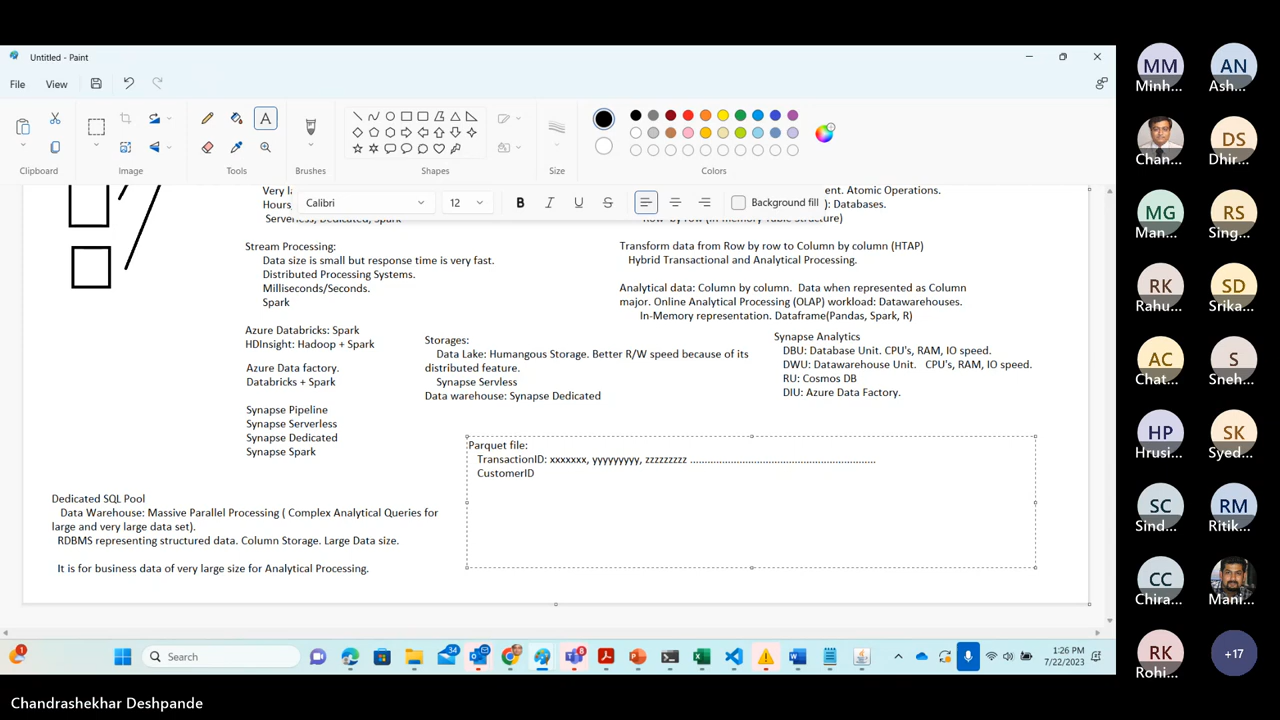 Untitled - Paint
File
View
Clipboard
Image
Tools
Brishes
Shapes
Size
Colors
Calibri
12
B
I
U
Background fill
Very l
Hours
Serverless, Dedicated, Spark
Stream Processing:
Data size is small but response time is very fast.
Distributed Processing Systems.
Milliseconds/Seconds.
Spark
Azure Databricks: Spark
HDInsight: Hadoop + Spark
Azure Data factory.
Databricks + Spark
Synapse Pipeline
Synapse Serverless
Synapse Dedicated
Synapse Spark
ent. Atomic Operations.
): Databases.
Row by row (In-memory Table Structure)
Transform data from Row by row to Column by column (HTAP)
Hybrid Transactional and Analytical Processing.
Analytical data: Column by column. Data when represented as Column
major. Online Analytical Processing (OLAP) workload: Datawarehouses.
In-Memory representation. Dataframe(Pandas, Spark, R)
Storages:
Data Lake: Humangous Storage. Better R/W speed because of its
distributed feature.
Synapse Servless
Data warehouse: Synapse Dedicated
Synapse Analytics
DBU: Database Unit. CPU's, RAM, IO speed.
DWU: Datawarehouse Unit. CPU's, RAM, IO speed.
RU: Cosmos DB
DIU: Azure Data Factory.
Parquet file:
TransactionID: xxxxxxx, yyyyyyyyy, zzzzzzzzz ................................................................
CustomerID
Dedicated SQL Pool
Data Warehouse: Massive Parallel Processing ( Complex Analytical Queries for
large and very large data set).
RDBMS representing structured data. Column Storage. Large Data size.
It is for business data of very large size for Analytical Processing.
MM
Minh...
AN
Ash...
Chan...
DS
Dhir...
MG
Man...
RS
Sing...
RK
Rahu...
SD
Srika...
AC
Chat...
S
Sneh...
HP
Hrusi...
SK
Syed...
SC
Sind...
RM
Ritik...
CC
Chira...
Mani...
RK
Rohi...
+17
Search
1:26 PM
7/22/2023
Chandrashekhar Deshpande